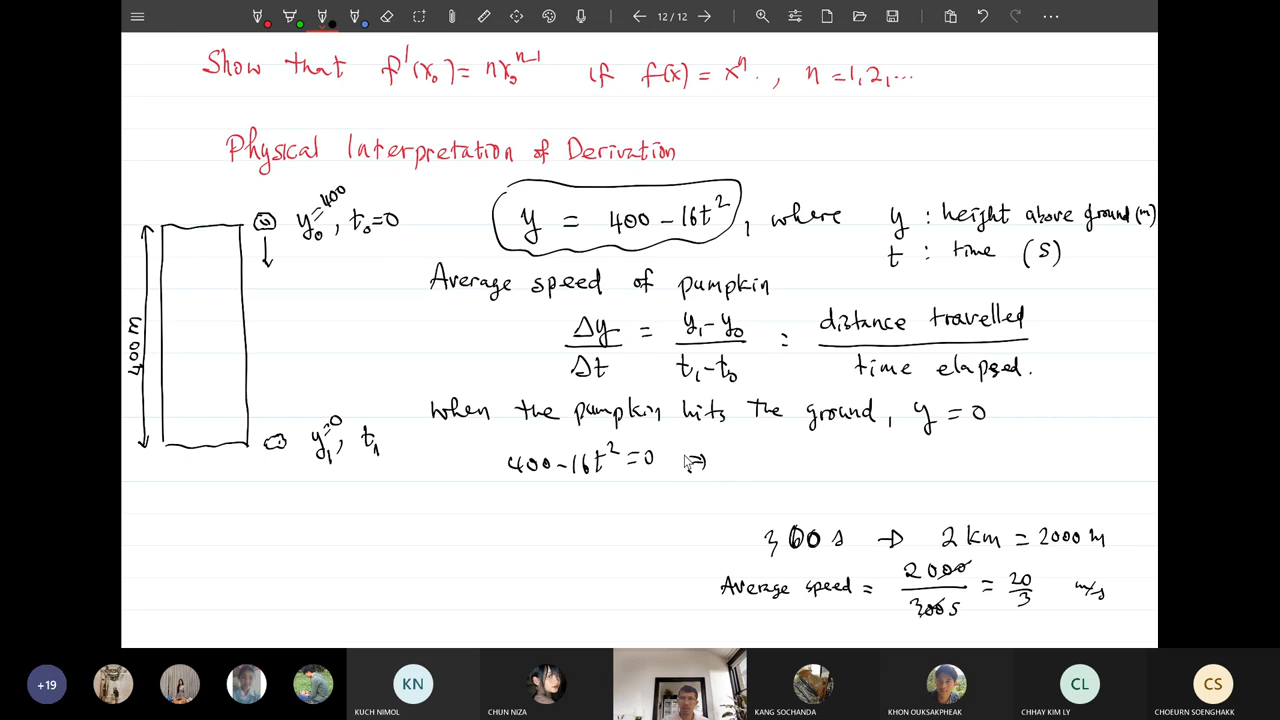 12 / 12
Show that f'(x₀) = nx₀ⁿ⁻¹ if f(x) = xⁿ. , n = 1, 2, ...
Physical Interpretation of Derivation
y₀ = 400, t₀ = 0
y = 400 - 16t², where y : height above ground (m)
t : time (s)
Average speed of pumpkin
Δy/Δt = (y₁ - y₀)/(t₁ - t₀) = distance travelled / time elapsed.
400m
when the pumpkin hits the ground, y = 0
y₁ = 0, t₁
400 - 16t² = 0 ⇒
300 s → 2 km = 2000 m
Average speed = 2000/300s = 20/3 m/s
+19
KN
CL
CS
KUCH NIMOL
CHUN NIZA
KANG SOCHANDA
KHON OUKSAKPHEAK
CHHAY KIM LY
CHOEURN SOENGHAKK